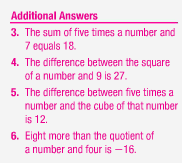 Additional Answers
3. The sum of five times a number and
7 equals 18.
4. The difference between the square
of a number and 9 is 27.
5. The difference between five times a
number and the cube of that number
is 12.
6. Eight more than the quotient of
a number and four is −16.